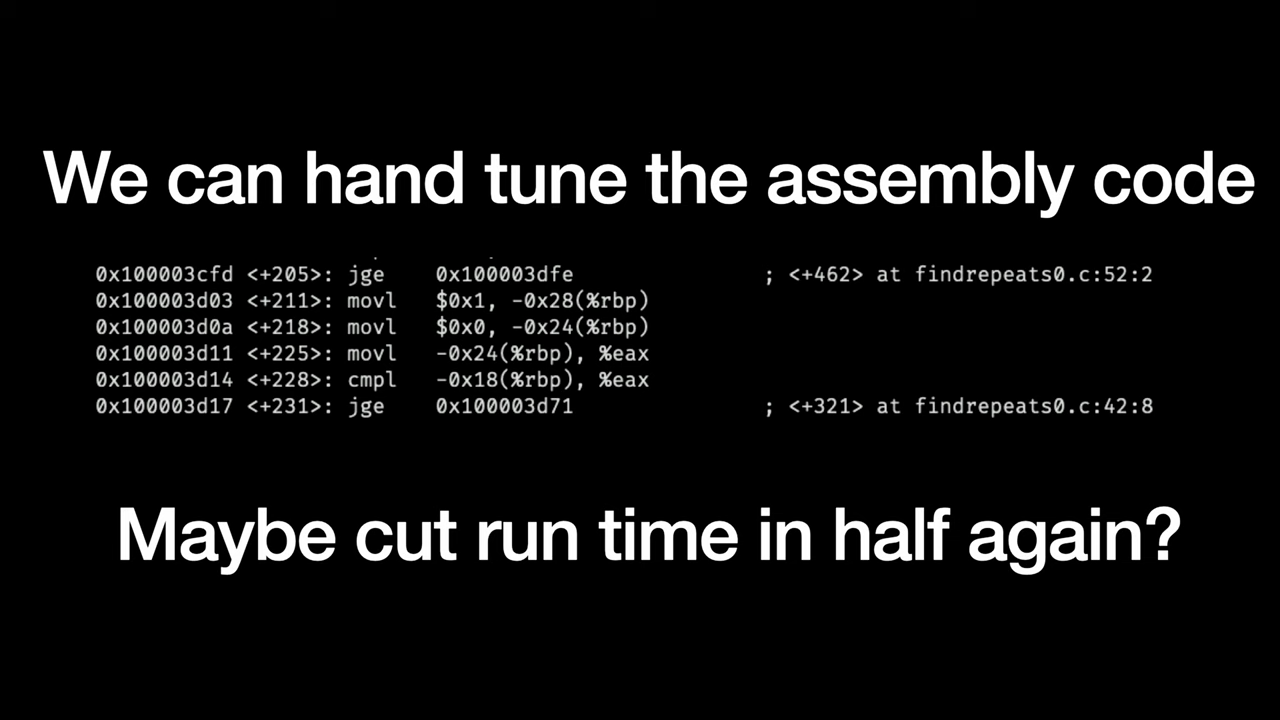 We can hand tune the assembly code
0x100003cfd <+205>: jge 0x100003dfe ; <+462> at findrepeats0.c:52:2
0x100003d03 <+211>: movl $0x1, -0x28(%rbp)
0x100003d0a <+218>: movl $0x0, -0x24(%rbp)
0x100003d11 <+225>: movl -0x24(%rbp), %eax
0x100003d14 <+228>: cmpl -0x18(%rbp), %eax
0x100003d17 <+231>: jge 0x100003d71 ; <+321> at findrepeats0.c:42:8
Maybe cut run time in half again?